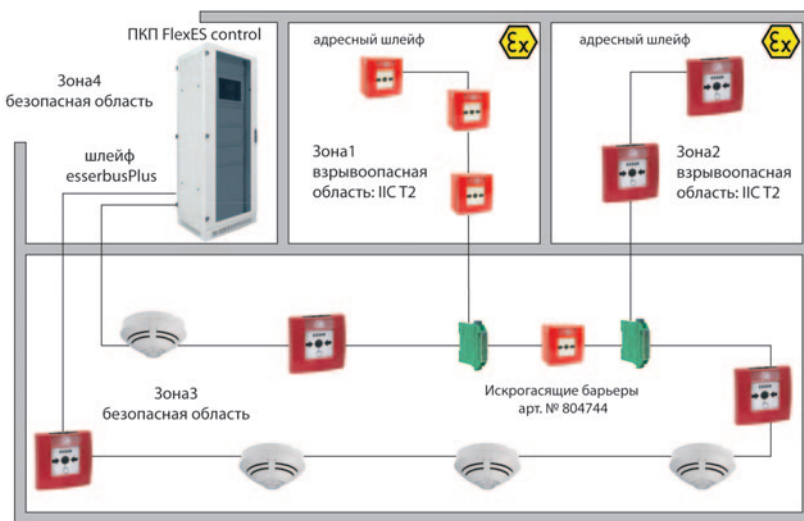 ПКП FlexES control
Зона4
безопасная область
шлейф
esserbusPlus
адресный шлейф
Ex
Зона1
взрывоопасная
область: IIC T2
адресный шлейф
Ex
Зона2
взрывоопасная
область: IIC T2
Зона3
безопасная область
Искрогасящие барьеры
арт. № 804744